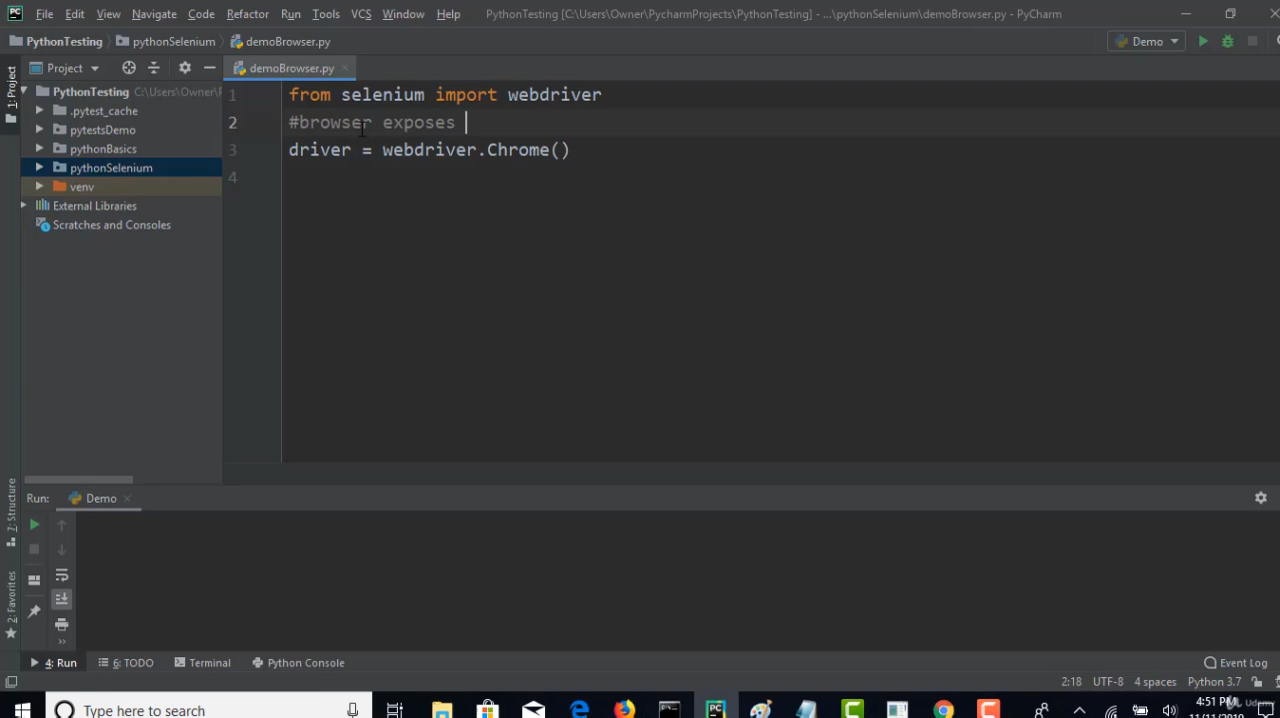 PC File Edit View Navigate Code Refactor Run Tools VCS Window Help PythonTesting [C:\Users\Owner\PycharmProjects\PythonTesting] - ...\pythonSelenium\demoBrowser.py - PyCharm
PythonTesting pythonSelenium demoBrowser.py Demo
1: Project
Project demoBrowser.py
PythonTesting C:\Users\Owner\
.pytest_cache
pytestsDemo
pythonBasics
pythonSelenium
venv
External Libraries
Scratches and Consoles
1 from selenium import webdriver
2 #browser exposes
3 driver = webdriver.Chrome()
4
Z: Structure
2: Favorites
Run: Demo
4: Run 6: TODO Terminal Python Console Event Log
2:18 UTF-8 4 spaces Python 3.7
Type here to search
4:51 PM